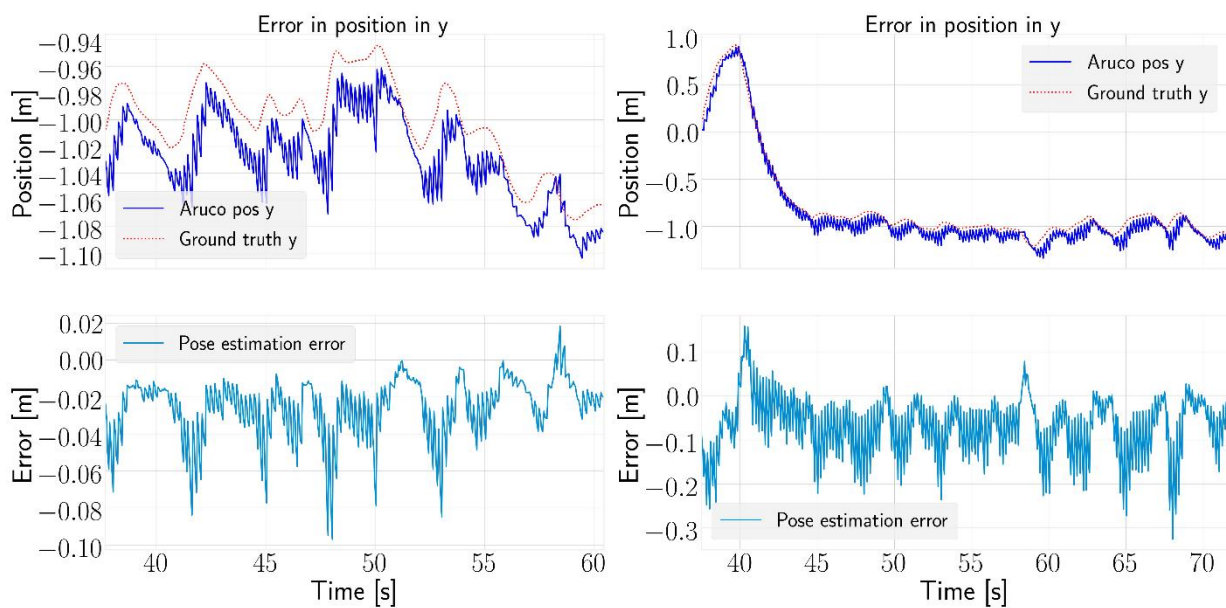 Error in position in y
−0.94
−0.96
−0.98
−1.00
−1.02
−1.04
−1.06
−1.08
−1.10
Position [m]
Aruco pos y
Ground truth y
Error in position in y
1.0
0.5
0.0
−0.5
−1.0
Position [m]
Aruco pos y
Ground truth y
0.02
0.00
−0.02
−0.04
−0.06
−0.08
−0.10
Error [m]
Pose estimation error
40 45 50 55 60
Time [s]
0.1
0.0
−0.1
−0.2
−0.3
Error [m]
Pose estimation error
40 45 50 55 60 65 70
Time [s]